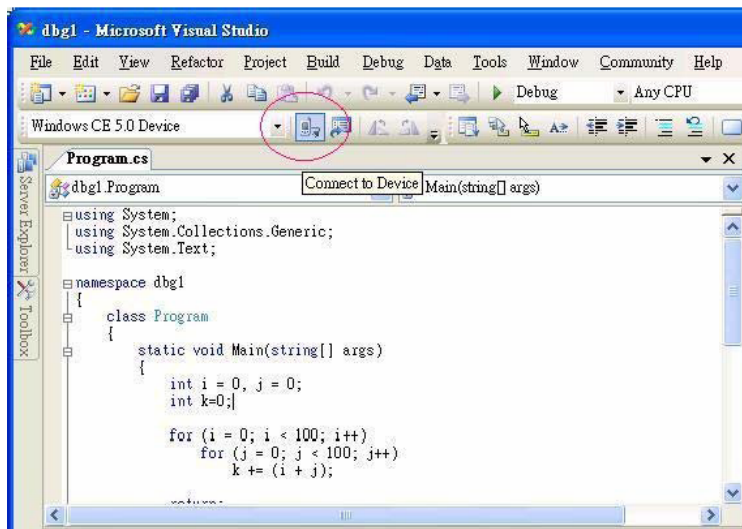 dbg1 - Microsoft Visual Studio
File Edit View Refactor Project Build Debug Data Tools Window Community Help
Debug Any CPU
Windows CE 5.0 Device
Program.cs
dbg1.Program
Connect to Device
Main(string[] args)
Server Explorer
Toolbox
using System;
using System.Collections.Generic;
using System.Text;
namespace dbg1
{
class Program
{
static void Main(string[] args)
{
int i = 0, j = 0;
int k=0;
for (i = 0; i < 100; i++)
for (j = 0; j < 100; j++)
k += (i + j);